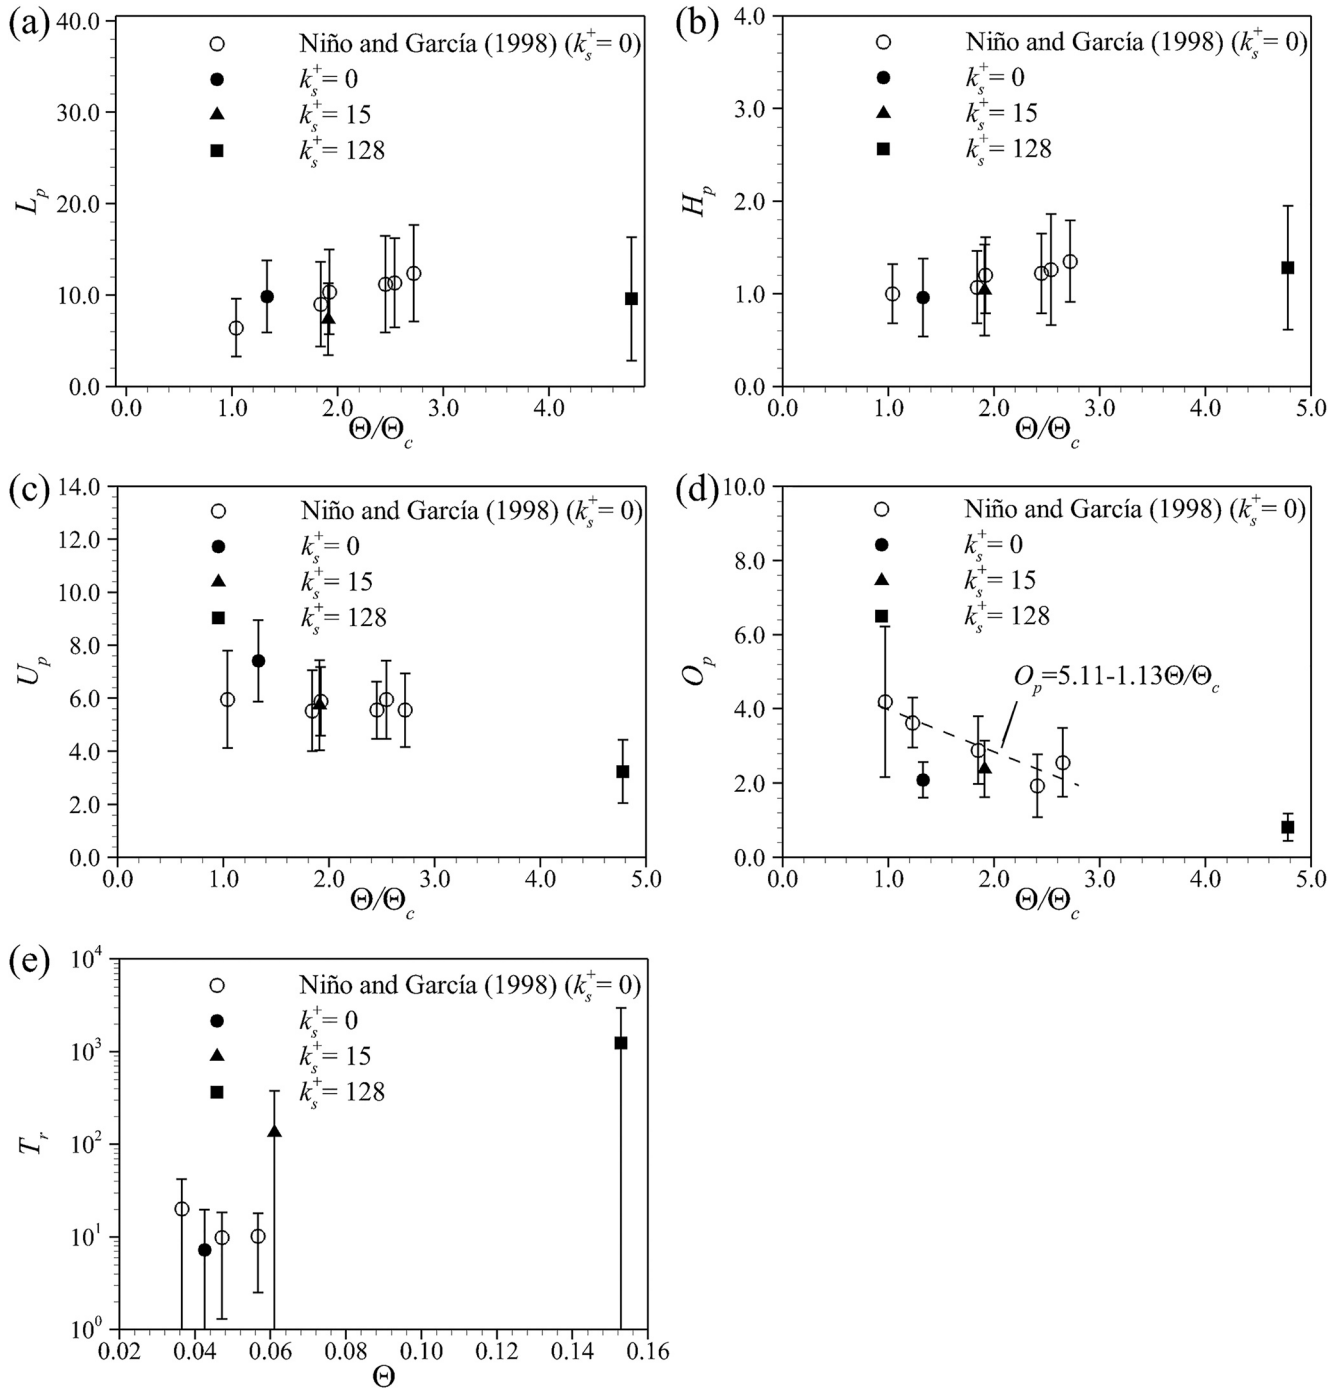 (a)
40.0
30.0
20.0
10.0
0.0
L_p
Niño and García (1998) (k_s^+= 0)
k_s^+= 0
k_s^+= 15
k_s^+= 128
0.0 1.0 2.0 3.0 4.0
Θ/Θ_c
(b)
4.0
3.0
2.0
1.0
0.0
H_p
Niño and García (1998) (k_s^+= 0)
k_s^+= 0
k_s^+= 15
k_s^+= 128
0.0 1.0 2.0 3.0 4.0 5.0
Θ/Θ_c
(c)
14.0
12.0
10.0
8.0
6.0
4.0
2.0
0.0
U_p
Niño and García (1998) (k_s^+= 0)
k_s^+= 0
k_s^+= 15
k_s^+= 128
0.0 1.0 2.0 3.0 4.0 5.0
Θ/Θ_c
(d)
10.0
8.0
6.0
4.0
2.0
0.0
O_p
Niño and García (1998) (k_s^+= 0)
k_s^+= 0
k_s^+= 15
k_s^+= 128
O_p=5.11-1.13Θ/Θ_c
0.0 1.0 2.0 3.0 4.0 5.0
Θ/Θ_c
(e)
10^4
10^3
10^2
10^1
10^0
T_r
Niño and García (1998) (k_s^+= 0)
k_s^+= 0
k_s^+= 15
k_s^+= 128
0.02 0.04 0.06 0.08 0.10 0.12 0.14 0.16
Θ